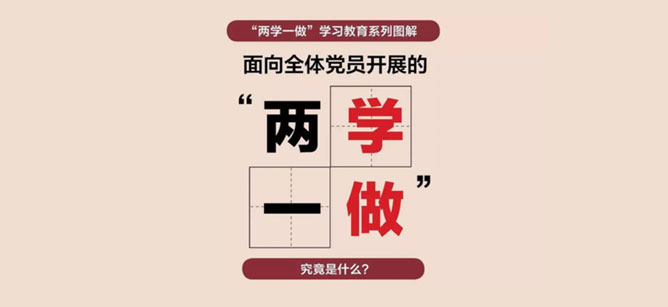 “两学一做”学习教育系列图解
面向全体党员开展的
“两学
一做”
究竟是什么?